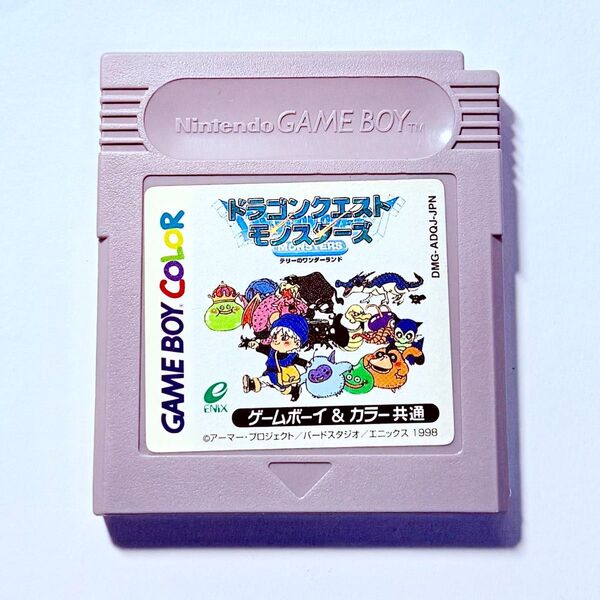 Nintendo GAME BOY™
GAME BOY COLOR
ドラゴンクエスト
モンスターズ
MONSTERS
テリーのワンダーランド
DMG-ADQJ-JPN
ENIX
ゲームボーイ & カラー 共通
©アーマー・プロジェクト／バードスタジオ／エニックス 1998